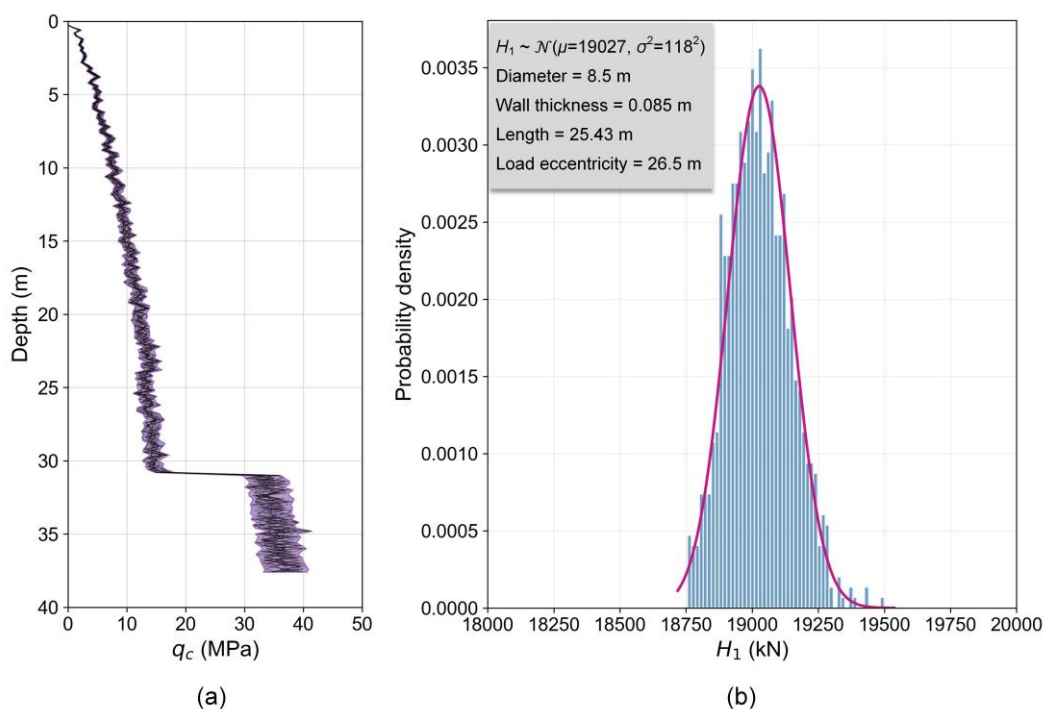 0
5
10
15
20
25
30
35
40
Depth (m)
0 10 20 30 40 50
q_c (MPa)
(a)
H₁ ~ 𝒩(μ=19027, σ²=118²)
Diameter = 8.5 m
Wall thickness = 0.085 m
Length = 25.43 m
Load eccentricity = 26.5 m
0.0035
0.0030
0.0025
0.0020
0.0015
0.0010
0.0005
0.0000
Probability density
18000 18250 18500 18750 19000 19250 19500 19750 20000
H₁ (kN)
(b)